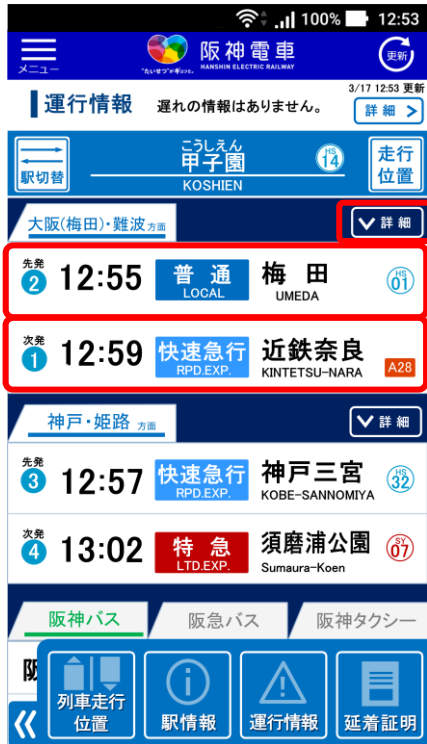 100% 12:53
メニュー
"たいせつ"がギュッと。
阪神電車
HANSHIN ELECTRIC RAILWAY
更新
運行情報 遅れの情報はありません。
3/17 12:53 更新
詳細 >
駅切替
こうしえん
甲子園
KOSHIEN
HS
14
走行
位置
大阪(梅田)・難波 方面
詳細
先発
2 12:55 普通 LOCAL 梅田 UMEDA HS 01
次発
1 12:59 快速急行 RPD.EXP. 近鉄奈良 KINTETSU-NARA A28
神戸・姫路 方面
詳細
先発
3 12:57 快速急行 RPD.EXP. 神戸三宮 KOBE-SANNOMIYA HS 32
次発
4 13:02 特急 LTD.EXP. 須磨浦公園 Sumaura-Koen SY 07
阪神バス 阪急バス 阪神タクシー
列車走行
位置
駅情報
運行情報
延着証明